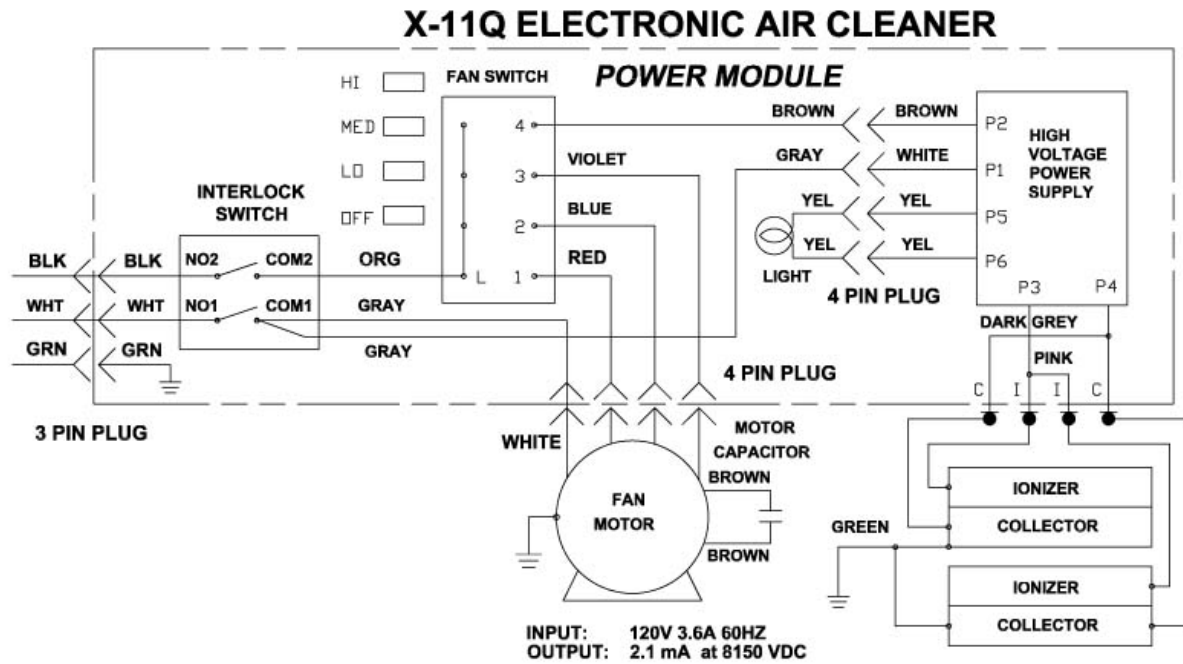 X-11Q ELECTRONIC AIR CLEANER
POWER MODULE
HI
MED
LO
OFF
FAN SWITCH
4
3
2
L 1
BROWN
BROWN
VIOLET
GRAY
WHITE
BLUE
YEL
YEL
RED
YEL
YEL
LIGHT
4 PIN PLUG
P2
P1
P5
P6
P3 P4
HIGH
VOLTAGE
POWER
SUPPLY
INTERLOCK
SWITCH
BLK
BLK
NO2
COM2
ORG
WHT
WHT
NO1
COM1
GRAY
GRN
GRN
GRAY
3 PIN PLUG
4 PIN PLUG
DARK GREY
PINK
C I I C
WHITE
MOTOR
CAPACITOR
BROWN
FAN
MOTOR
BROWN
GREEN
IONIZER
COLLECTOR
IONIZER
COLLECTOR
INPUT: 120V 3.6A 60HZ
OUTPUT: 2.1 mA at 8150 VDC